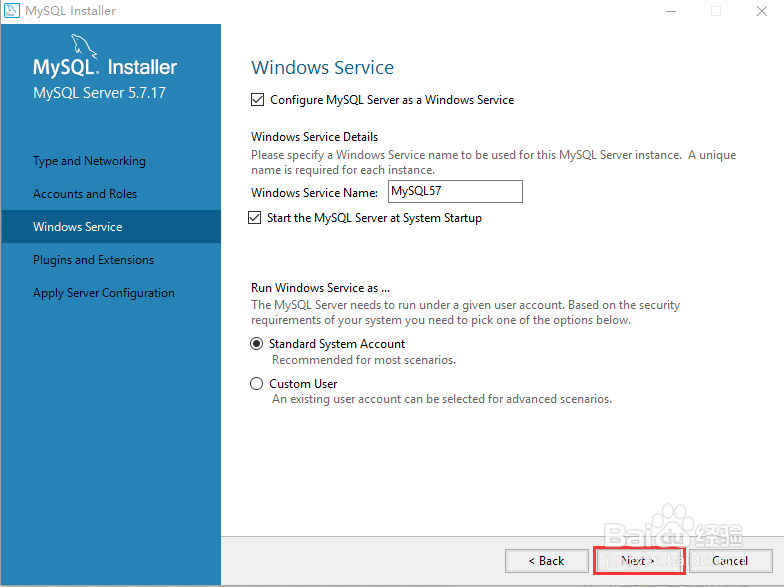 MySQL Installer
MySQL. Installer
MySQL Server 5.7.17
Type and Networking
Accounts and Roles
Windows Service
Plugins and Extensions
Apply Server Configuration
Windows Service
Configure MySQL Server as a Windows Service
Windows Service Details
Please specify a Windows Service name to be used for this MySQL Server instance. A unique
name is required for each instance.
Windows Service Name: MySQL57
Start the MySQL Server at System Startup
Run Windows Service as ...
The MySQL Server needs to run under a given user account. Based on the security
requirements of your system you need to pick one of the options below.
Standard System Account
Recommended for most scenarios.
Custom User
An existing user account can be selected for advanced scenarios.
Baidu 经验
< Back Next > Cancel